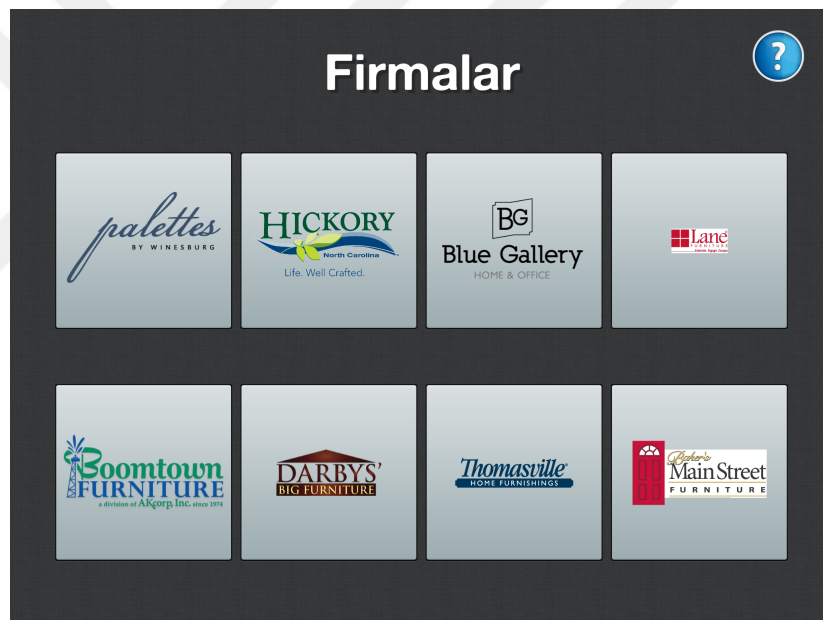 Firmalar
?
palettes
BY WINESBURG
HICKORY
North Carolina
Life. Well Crafted.
BG
Blue Gallery
HOME & OFFICE
Lane
FURNITURE
Boomtown
FURNITURE
a division of AKcorp, Inc. since 1974
DARBYS'
BIG FURNITURE
Thomasville
HOME FURNISHINGS
Baker's
Main Street
FURNITURE